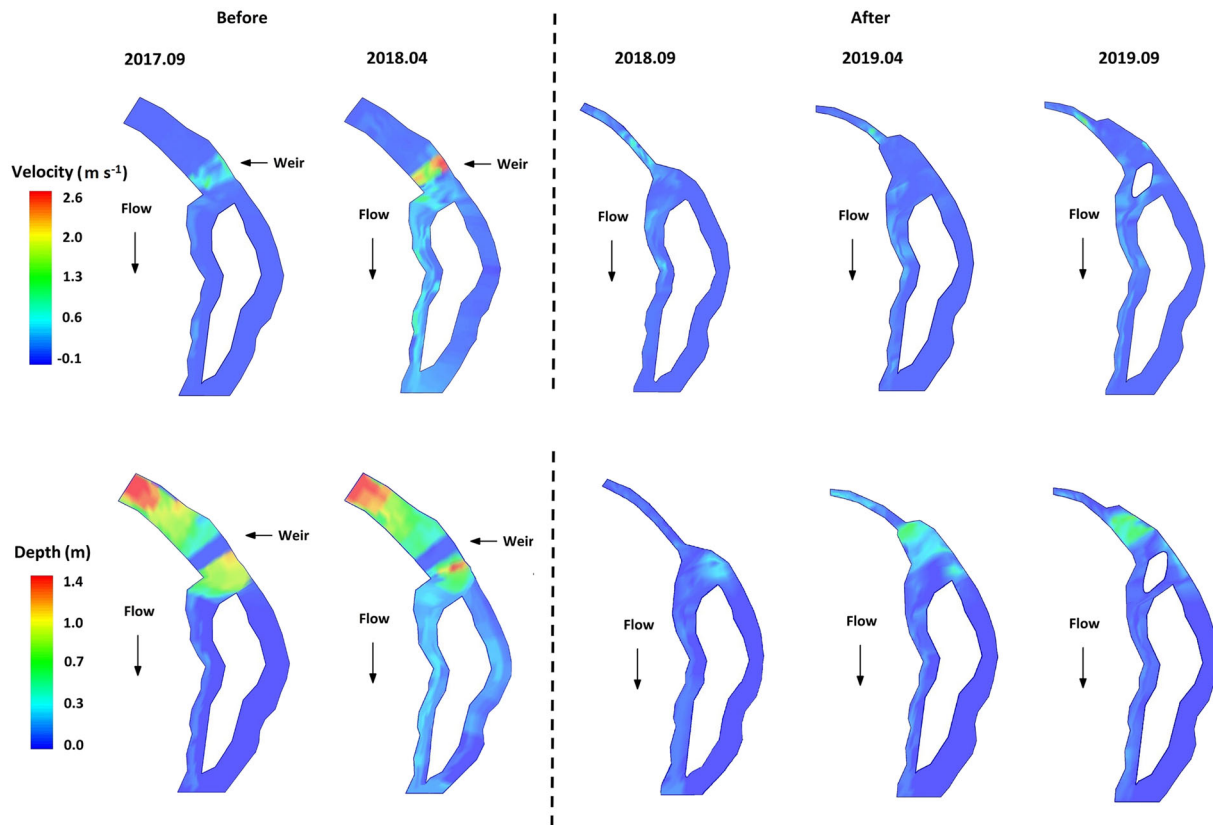 Before
After
2017.09
2018.04
2018.09
2019.04
2019.09
Weir
Weir
Velocity (m s⁻¹)
2.6
2.0
1.3
0.6
-0.1
Flow
Flow
Flow
Flow
Flow
Weir
Weir
Depth (m)
1.4
1.0
0.7
0.3
0.0
Flow
Flow
Flow
Flow
Flow